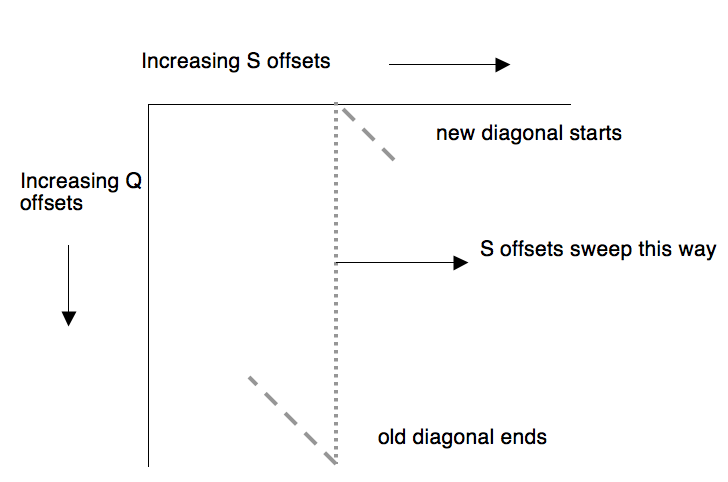 Increasing S offsets
new diagonal starts
Increasing Q
offsets
S offsets sweep this way
old diagonal ends